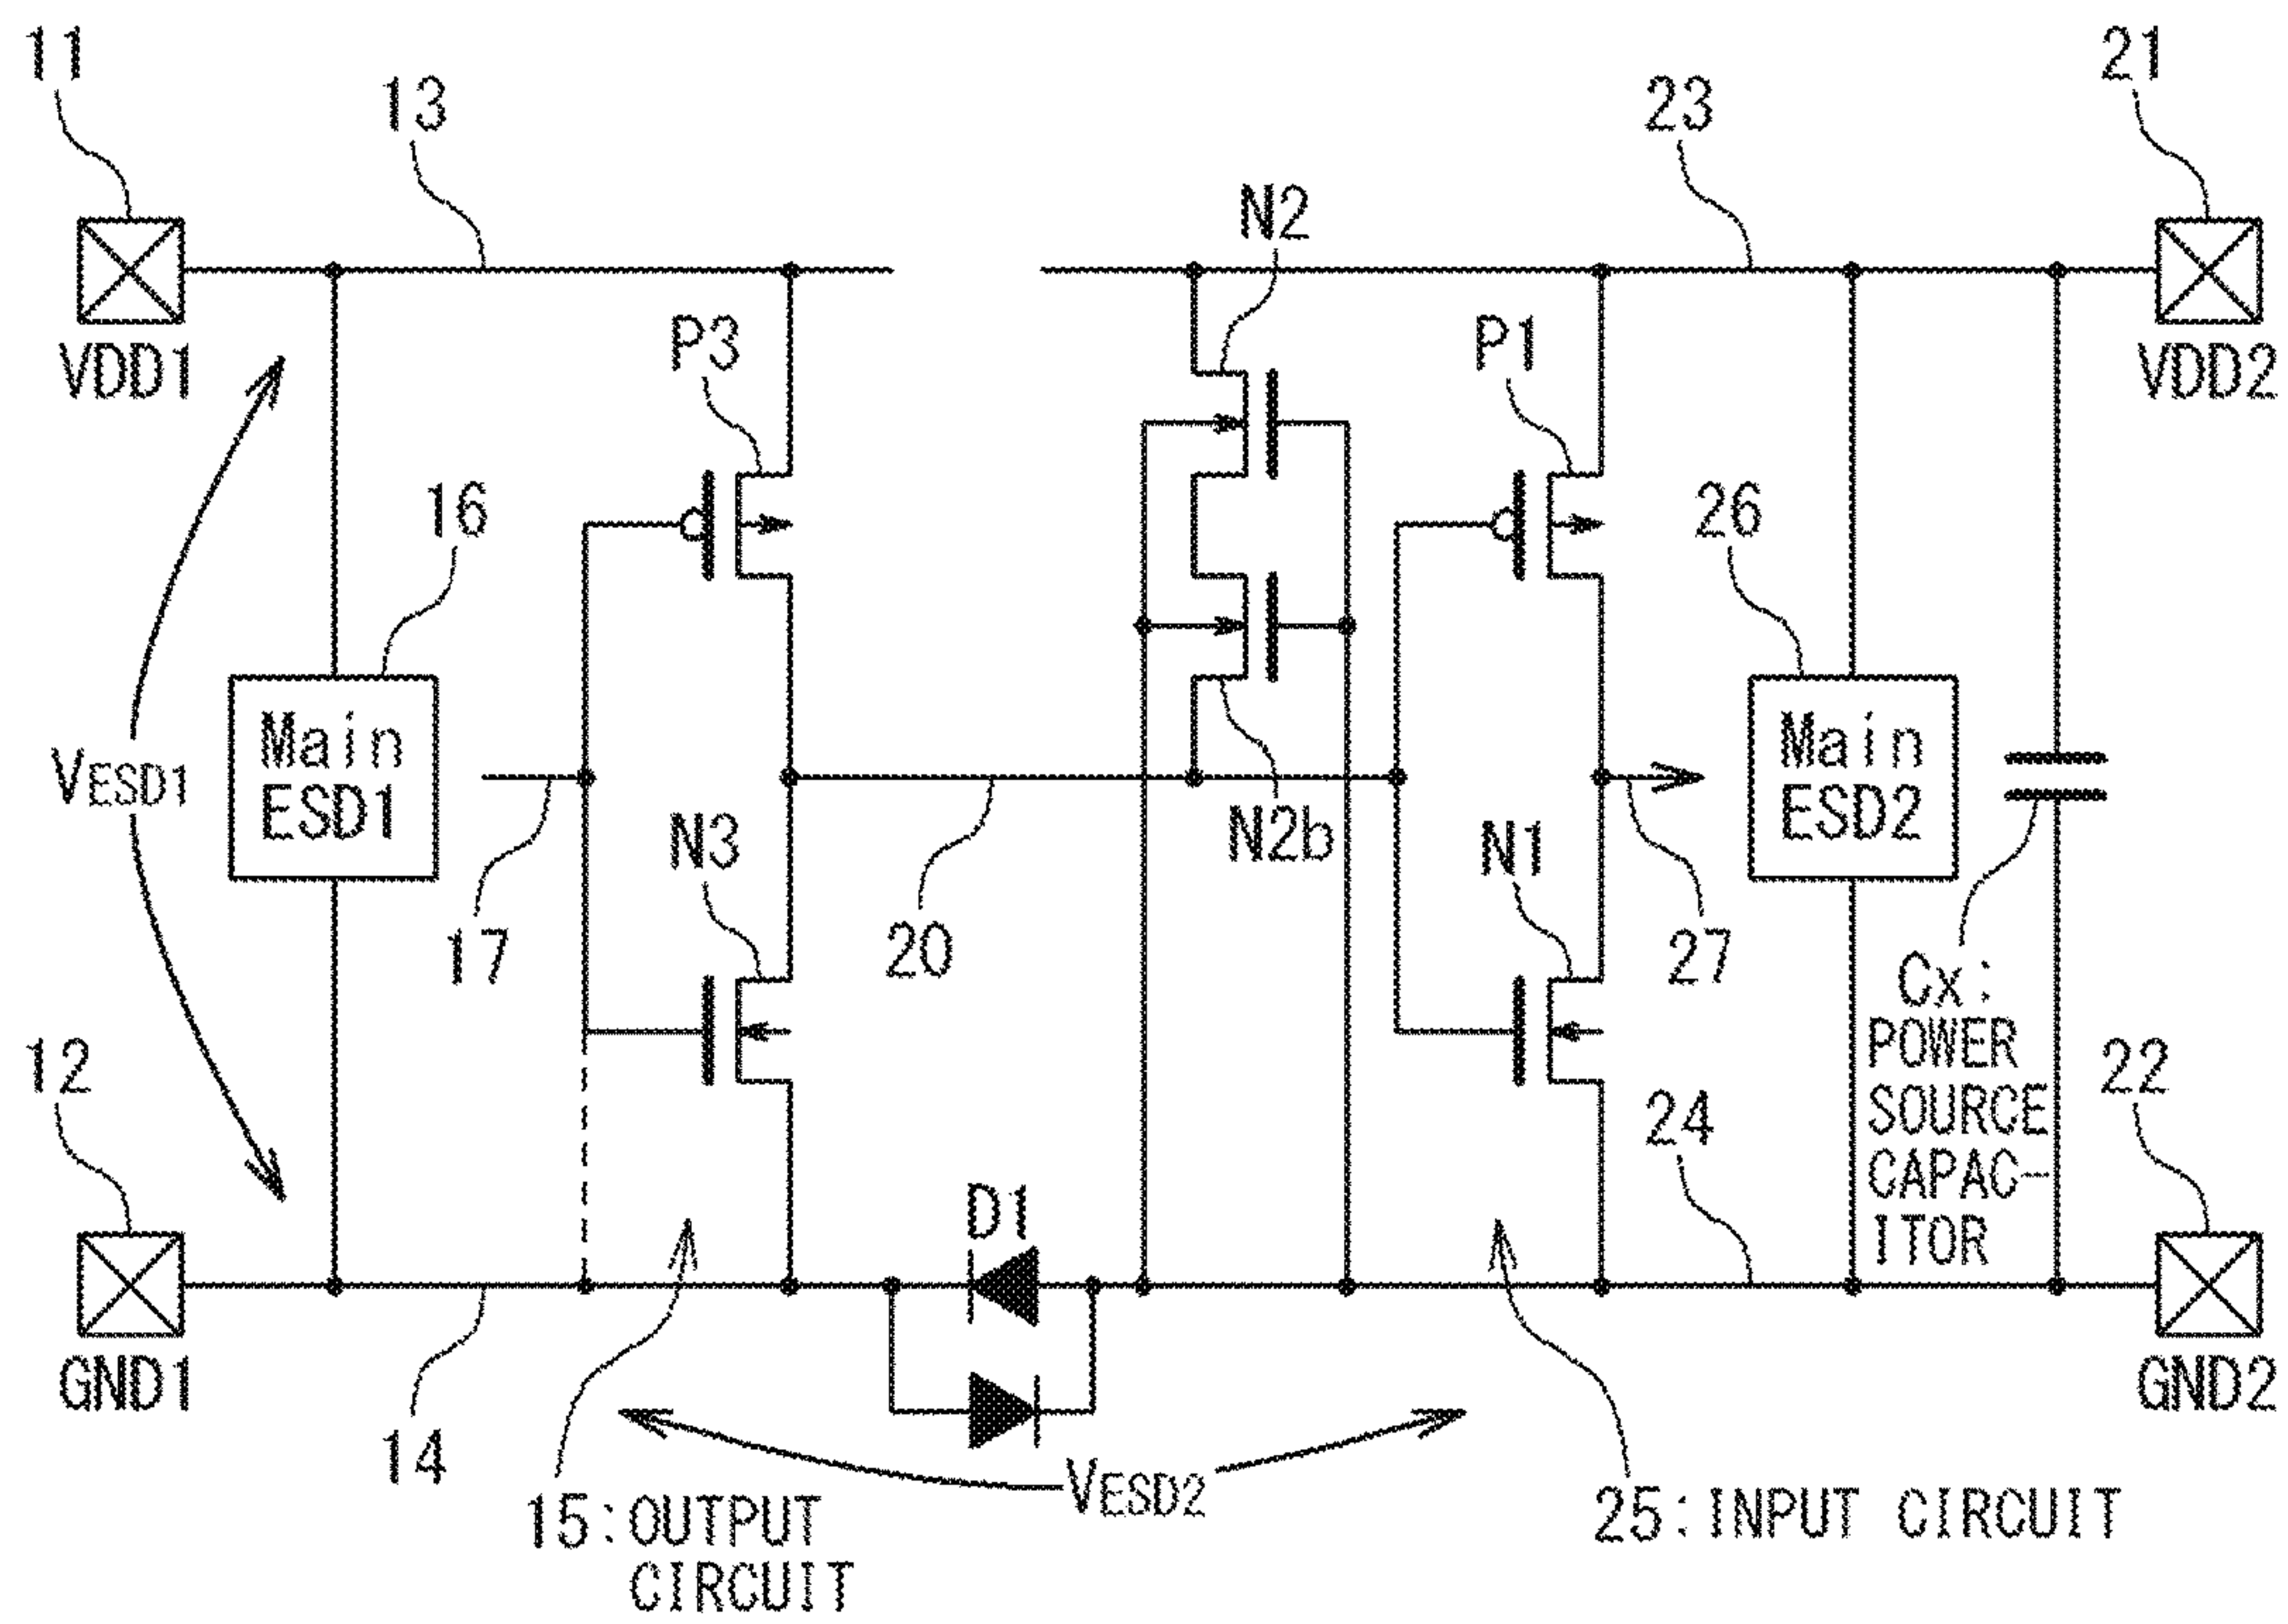 11
13
23
21
N2
VDD1
P3
P1
VDD2
16
26
Main
ESD1
Main
ESD2
VESD1
N3
N2b
N1
17
20
27
Cx:
POWER
SOURCE
CAPAC-
ITOR
12
24
22
D1
GND1
GND2
14
VESD2
15:OUTPUT
CIRCUIT
25:INPUT CIRCUIT